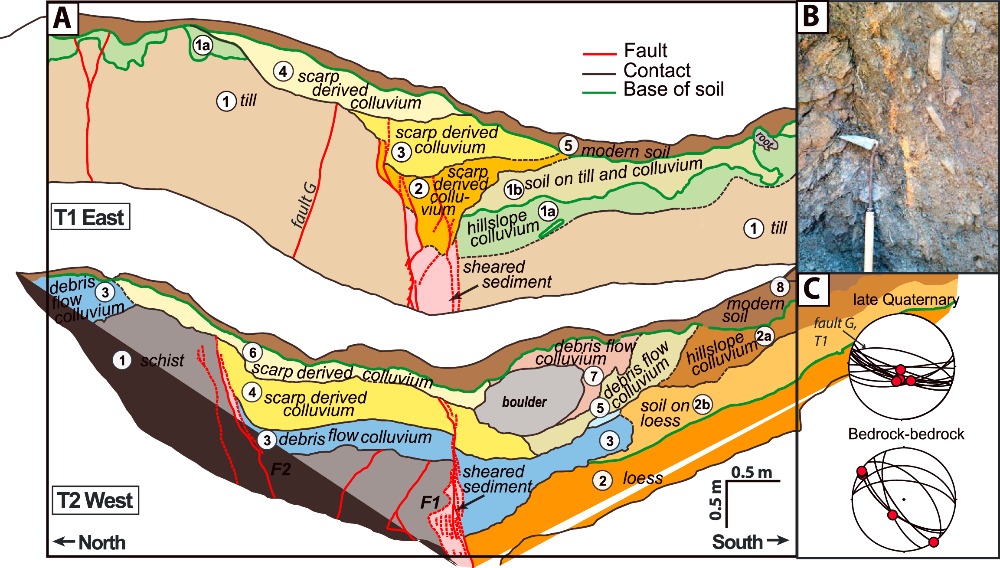 A
1a
4 scarp
derived
colluvium
1 till
Fault
Contact
Base of soil
scarp derived
3 colluvium
5 modern soil
root
fault G
2 scarp
derived
collu-
vium
1b soil on till and colluvium
1a
hillslope
colluvium
1 till
T1 East
sheared
sediment
debris
flow
colluvium
3
1 schist
6
scarp derived colluvium
4
scarp derived
colluvium
3 debris flow colluvium
F2
F1
sheared
sediment
boulder
debris flow
colluvium
7
debris flow
colluvium
5
3
hillslope
colluvium
2a
8
modern
soil
soil on
loess
2b
2 loess
0.5 m
0.5 m
T2 West
North
South
B
C
late Quaternary
fault G,
T1
Bedrock-bedrock